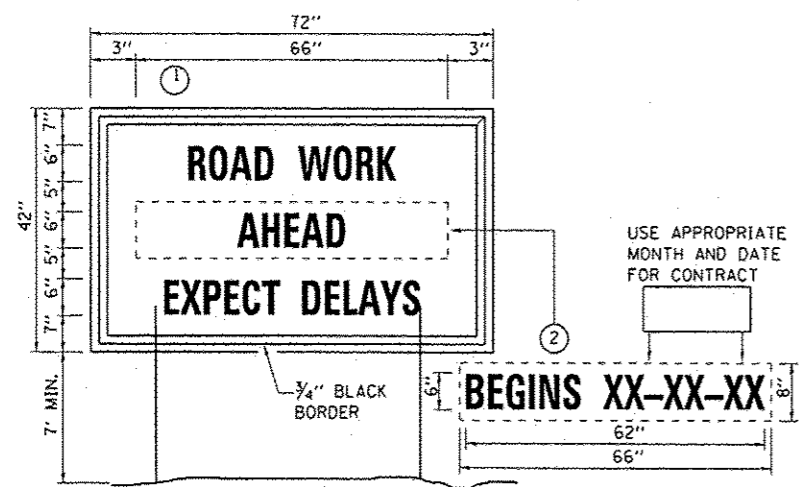 72"
3" 66" 3"
1
42"
7"
6"
5"
6"
5"
6"
7"
ROAD WORK
AHEAD
EXPECT DELAYS
USE APPROPRIATE
MONTH AND DATE
FOR CONTRACT
2
7' MIN.
3/4" BLACK
BORDER
6"
BEGINS XX-XX-XX
8"
62"
66"